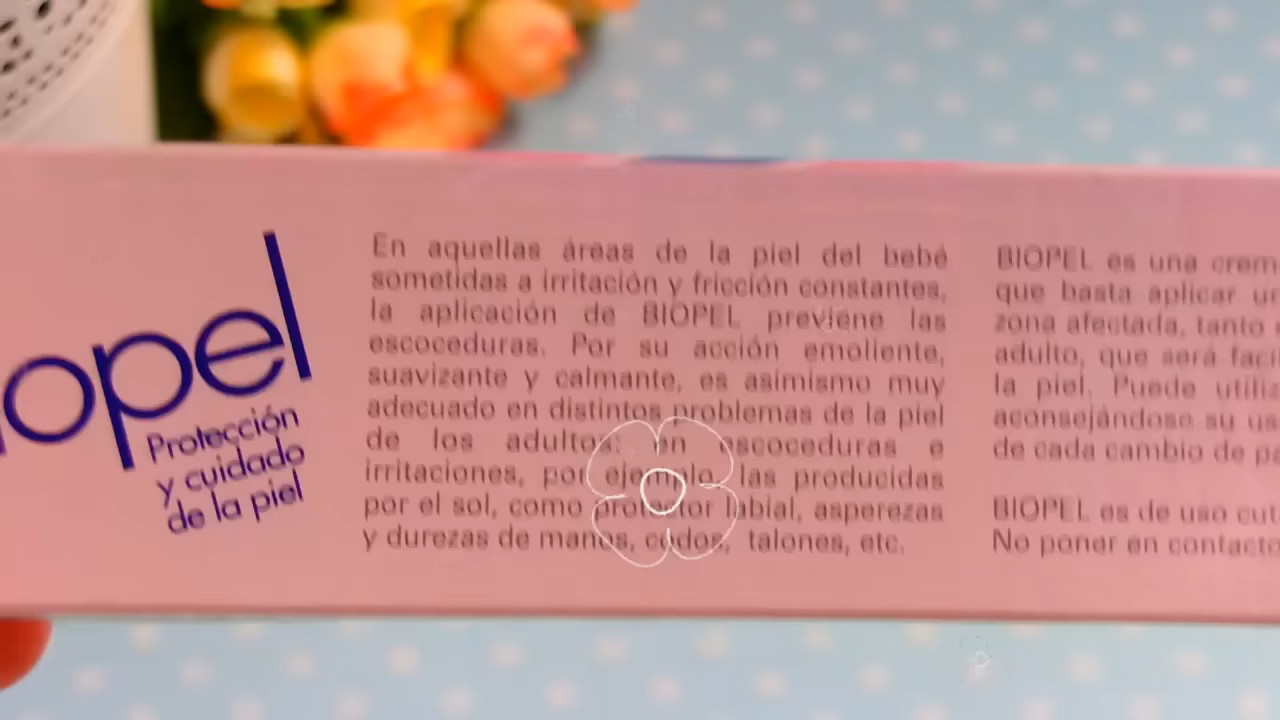 opel
Protección
y cuidado
de la piel
En aquellas áreas de la piel del bebé
sometidas a irritación y fricción constantes,
la aplicación de BIOPEL previene las
escoceduras. Por su acción emoliente,
suavizante y calmante, es asimismo muy
adecuado en distintos problemas de la piel
de los adultos: en escoceduras e
irritaciones, por ejemplo, las producidas
por el sol, como protector labial, asperezas
y durezas de manos, codos, talones, etc.
BIOPEL es una crem
que basta aplicar un
zona afectada, tanto
adulto, que será faci
la piel. Puede utiliza
aconsejándose su us
de cada cambio de pa
BIOPEL es de uso cut
No poner en contacto